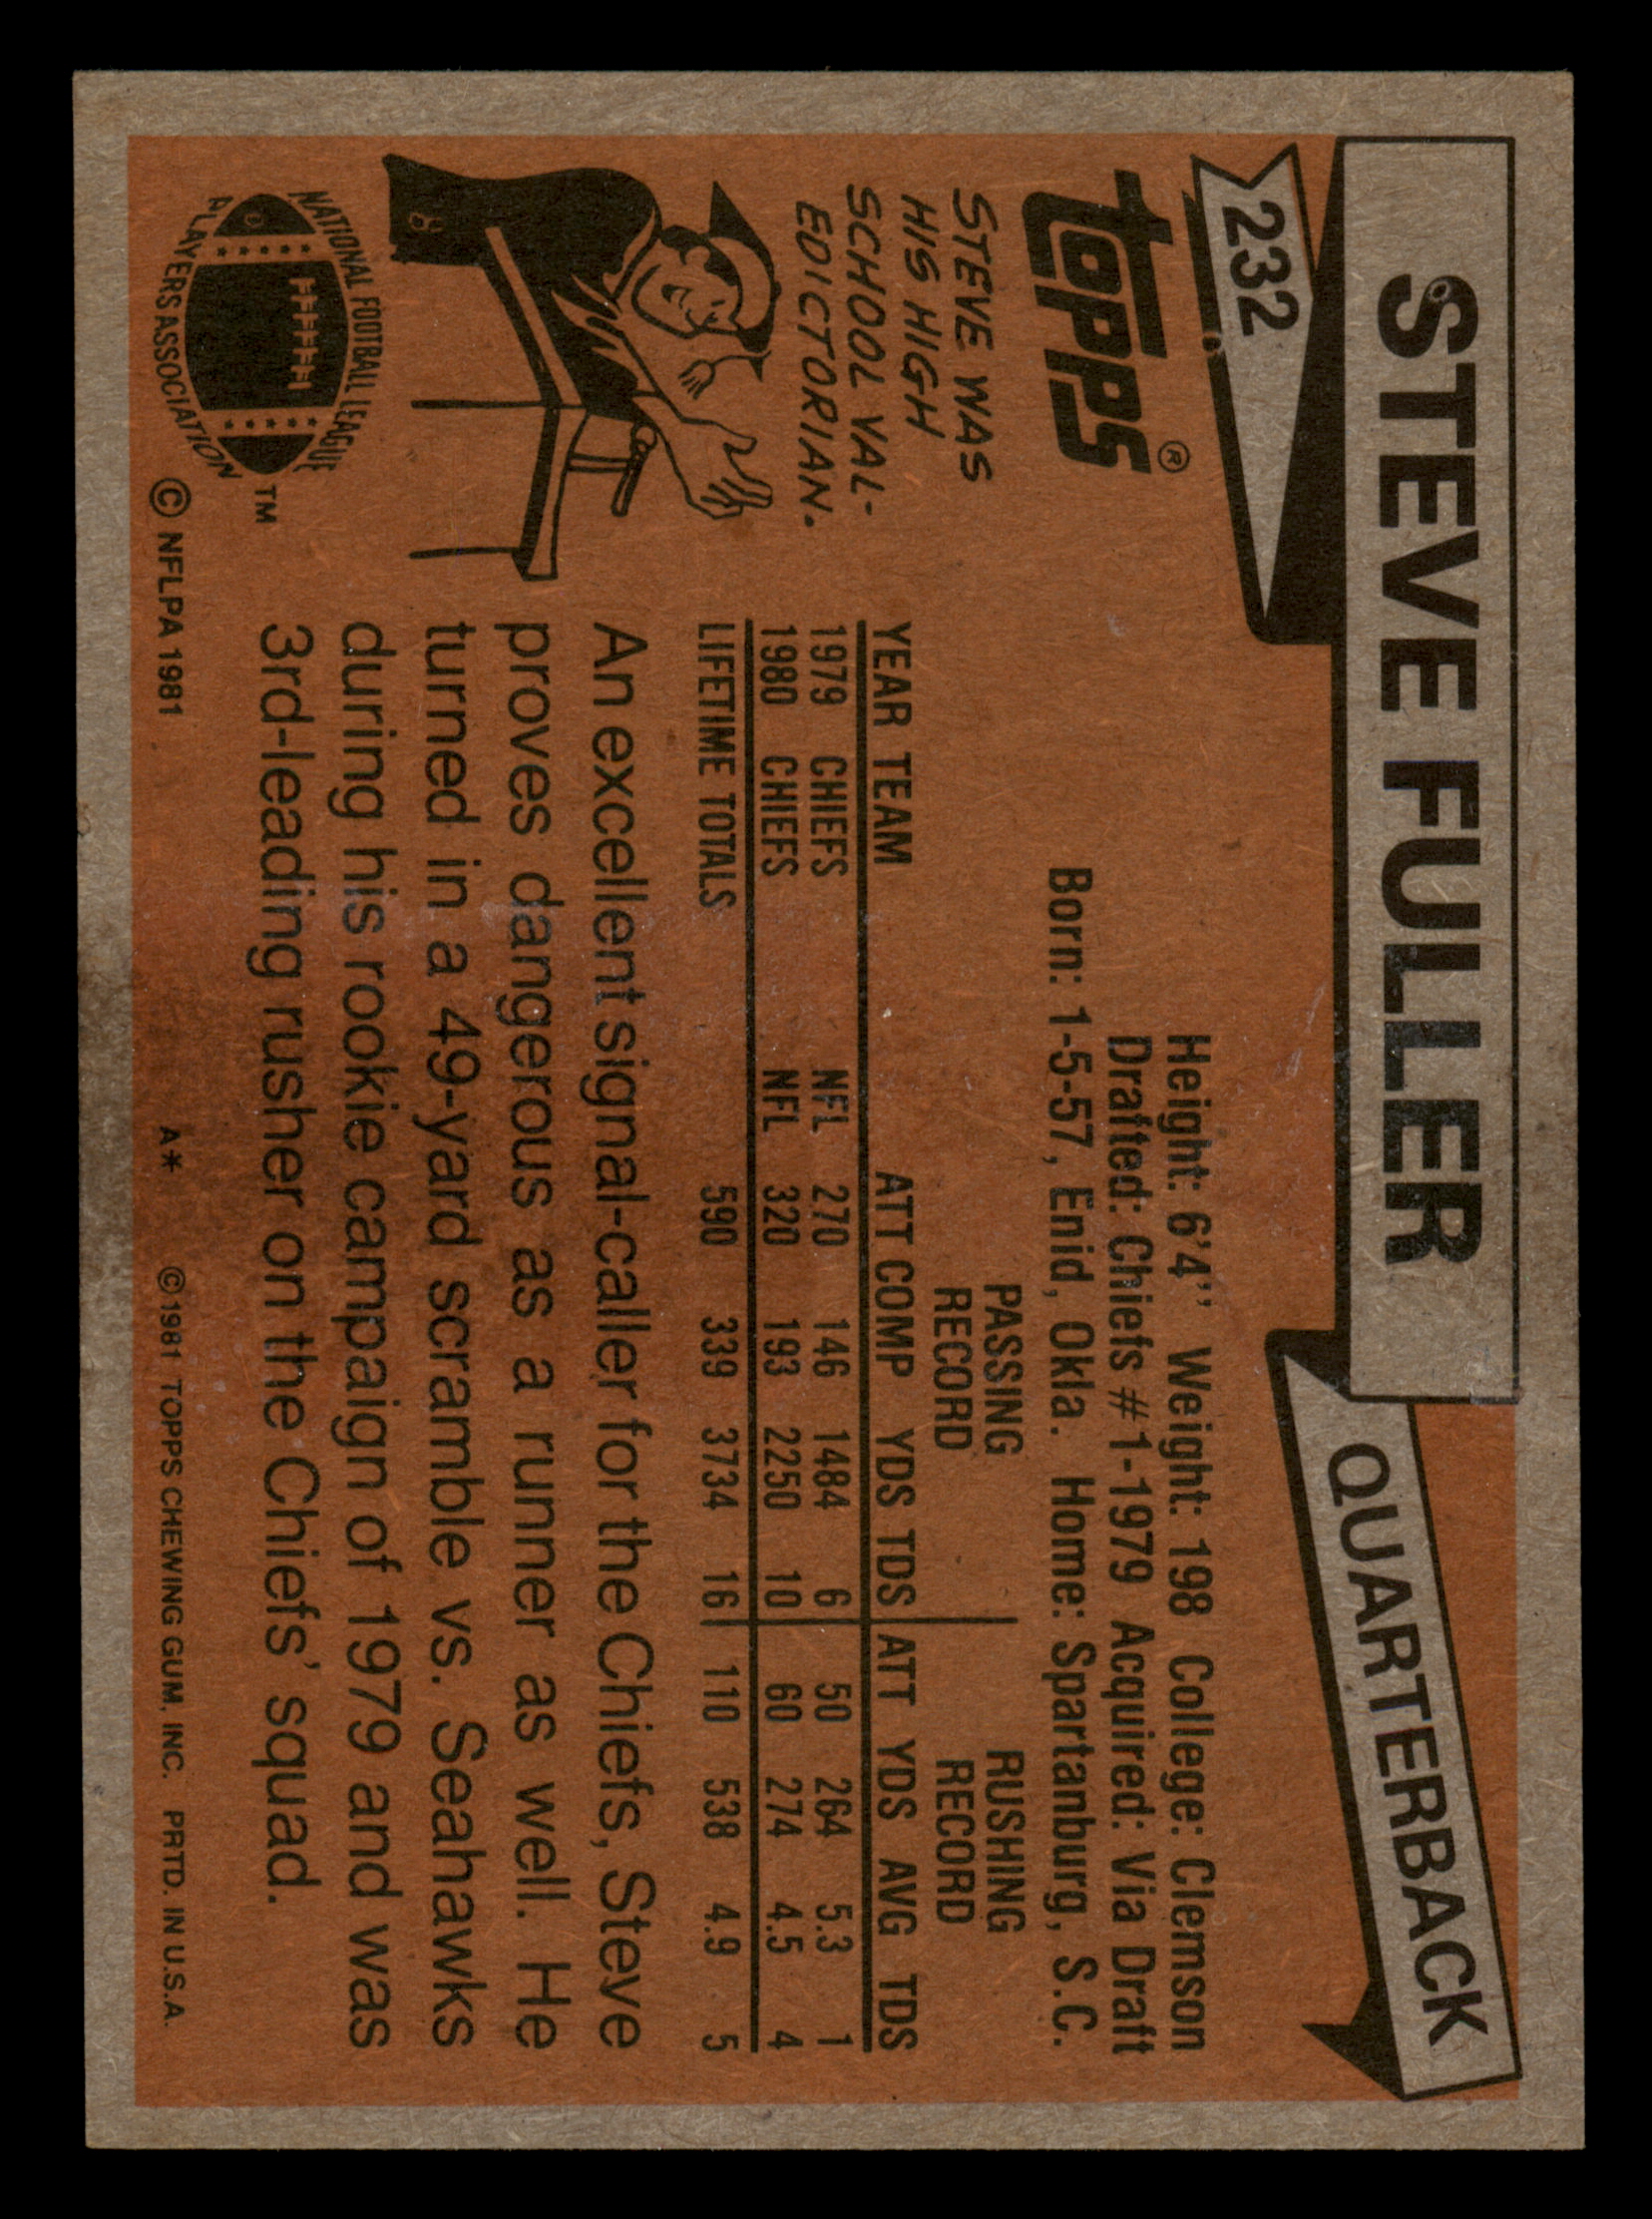 STEVE FULLER
QUARTERBACK
232
topps®
Height: 6'4" Weight: 198 College: Clemson
Drafted: Chiefs #1-1979 Acquired: Via Draft
Born: 1-5-57, Enid, Okla. Home: Spartanburg, S.C.
STEVE WAS
HIS HIGH
SCHOOL VAL-
EDICTORIAN.
PASSING RECORD RUSHING RECORD
YEAR TEAM ATT COMP YDS TDS ATT YDS AVG TDS
1979 CHIEFS NFL 270 146 1484 6 50 264 5.3 1
1980 CHIEFS NFL 320 193 2250 10 60 274 4.5 4
LIFETIME TOTALS 590 339 3734 16 110 538 4.9 5
An excellent signal-caller for the Chiefs, Steve
proves dangerous as a runner as well. He
turned in a 49-yard scramble vs. Seahawks
during his rookie campaign of 1979 and was
3rd-leading rusher on the Chiefs' squad.
NATIONAL FOOTBALL LEAGUE
PLAYERS ASSOCIATION
TM
© NFLPA 1981 A* © 1981 TOPPS CHEWING GUM, INC. PRTD. IN U.S.A.